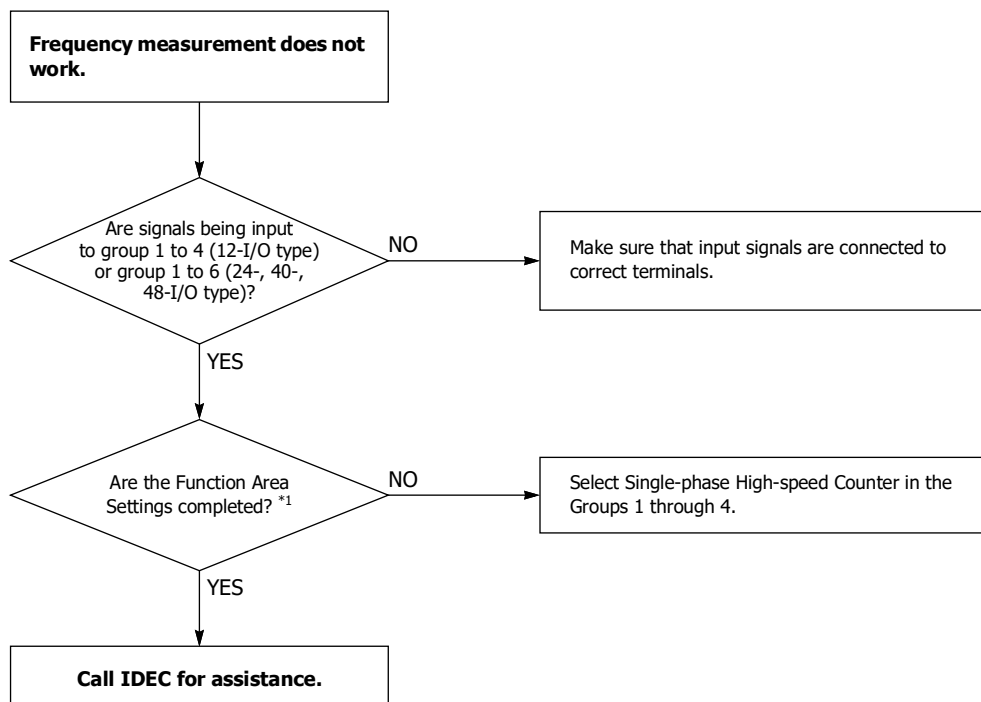 Frequency measurement does not
work.
Are signals being input
to group 1 to 4 (12-I/O type)
or group 1 to 6 (24-, 40-,
48-I/O type)?
NO
Make sure that input signals are connected to
correct terminals.
YES
Are the Function Area
Settings completed? *1
NO
Select Single-phase High-speed Counter in the
Groups 1 through 4.
YES
Call IDEC for assistance.